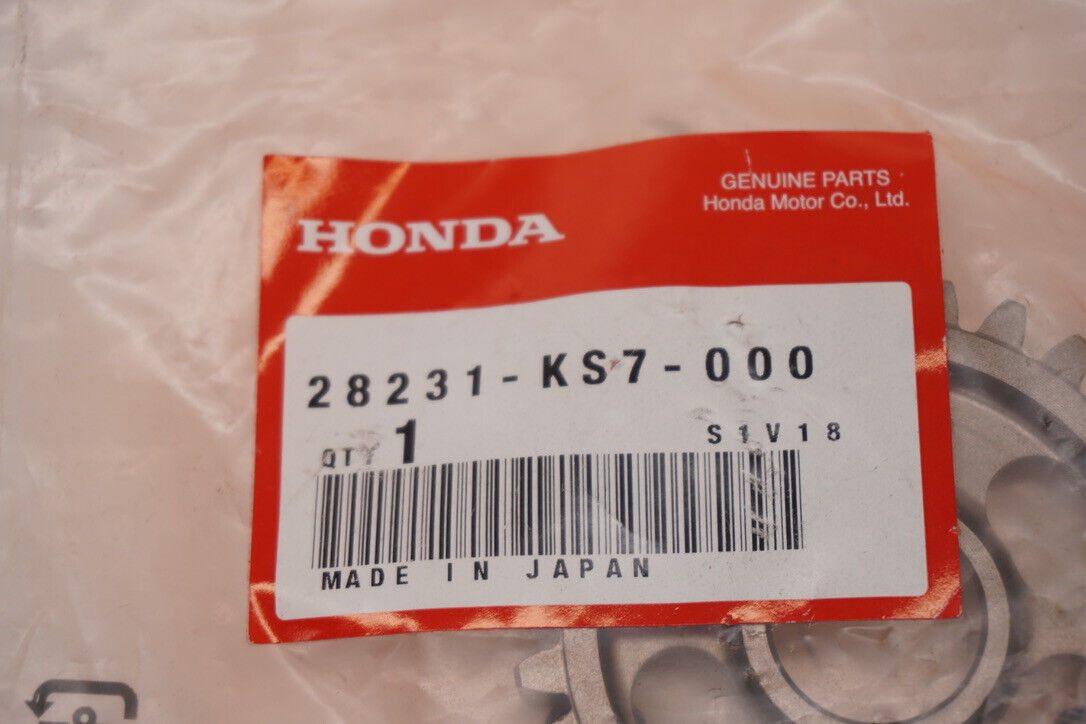 GENUINE PARTS
Honda Motor Co., Ltd.
HONDA
28231-KS7-000
QTY 1
S1V18
MADE IN JAPAN